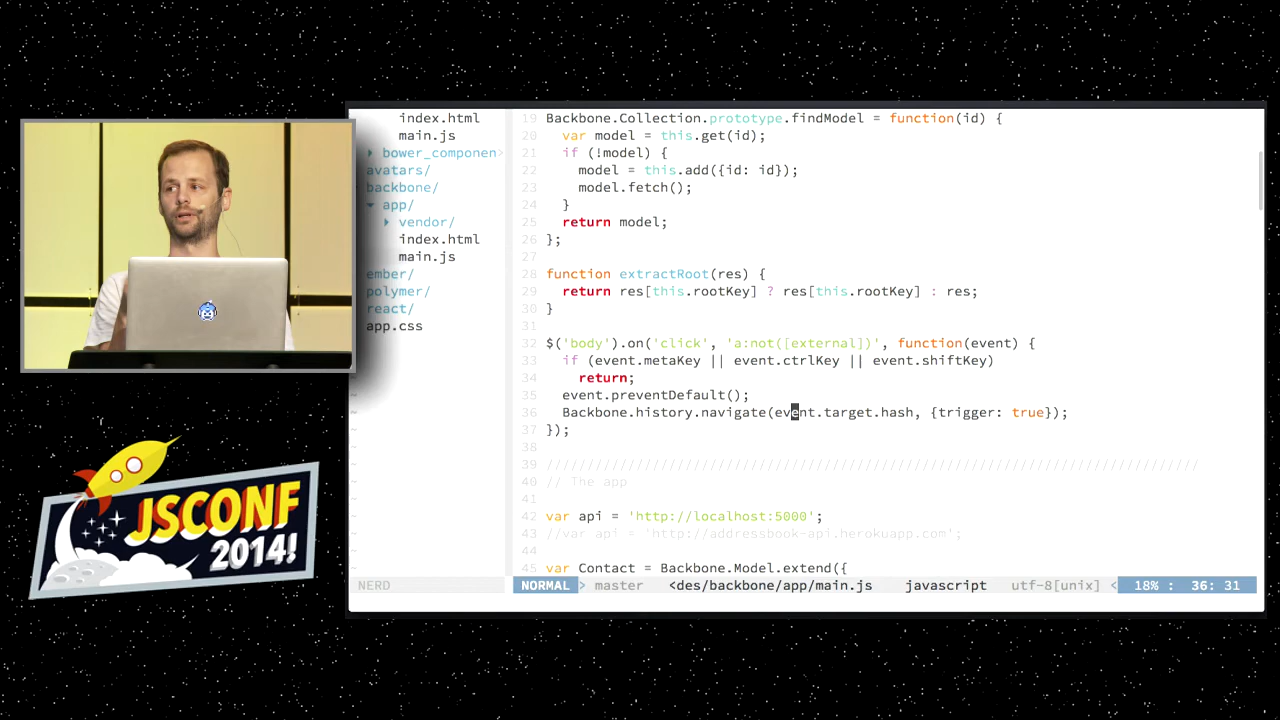 index.html
main.js
▸ bower_componen>
avatars/
backbone/
▾ app/
▸ vendor/
index.html
main.js
ember/
polymer/
react/
app.css
~
~
~
~
~
~
~
~
~
~
~
~
~
~
NERD
19 Backbone.Collection.prototype.findModel = function(id) {
20   var model = this.get(id);
21   if (!model) {
22     model = this.add({id: id});
23     model.fetch();
24   }
25   return model;
26 };
27
28 function extractRoot(res) {
29   return res[this.rootKey] ? res[this.rootKey] : res;
30 }
31
32 $('body').on('click', 'a:not([external])', function(event) {
33   if (event.metaKey || event.ctrlKey || event.shiftKey)
34     return;
35   event.preventDefault();
36   Backbone.history.navigate(event.target.hash, {trigger: true});
37 });
38
39 ////////////////////////////////////////////////////////////////////////////////
40 // The app
41
42 var api = 'http://localhost:5000';
43 //var api = 'http://addressbook-api.herokuapp.com';
44
45 var Contact = Backbone.Model.extend({
NORMAL > master <des/backbone/app/main.js javascript utf-8[unix] < 18% : 36: 31
JSCONF
2014!